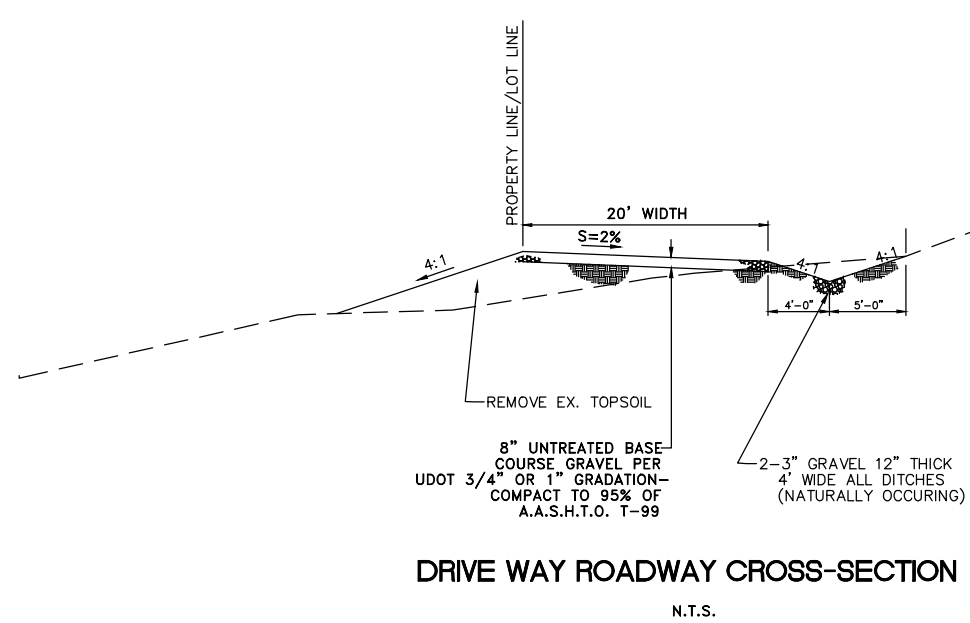 PROPERTY LINE/LOT LINE
20' WIDTH
S=2%
4:1
4:1
4:1
4'-0"
5'-0"
REMOVE EX. TOPSOIL
8" UNTREATED BASE
COURSE GRAVEL PER
UDOT 3/4" OR 1" GRADATION-
COMPACT TO 95% OF
A.A.S.H.T.O. T-99
2-3" GRAVEL 12" THICK
4' WIDE ALL DITCHES
(NATURALLY OCCURING)
DRIVE WAY ROADWAY CROSS-SECTION
N.T.S.